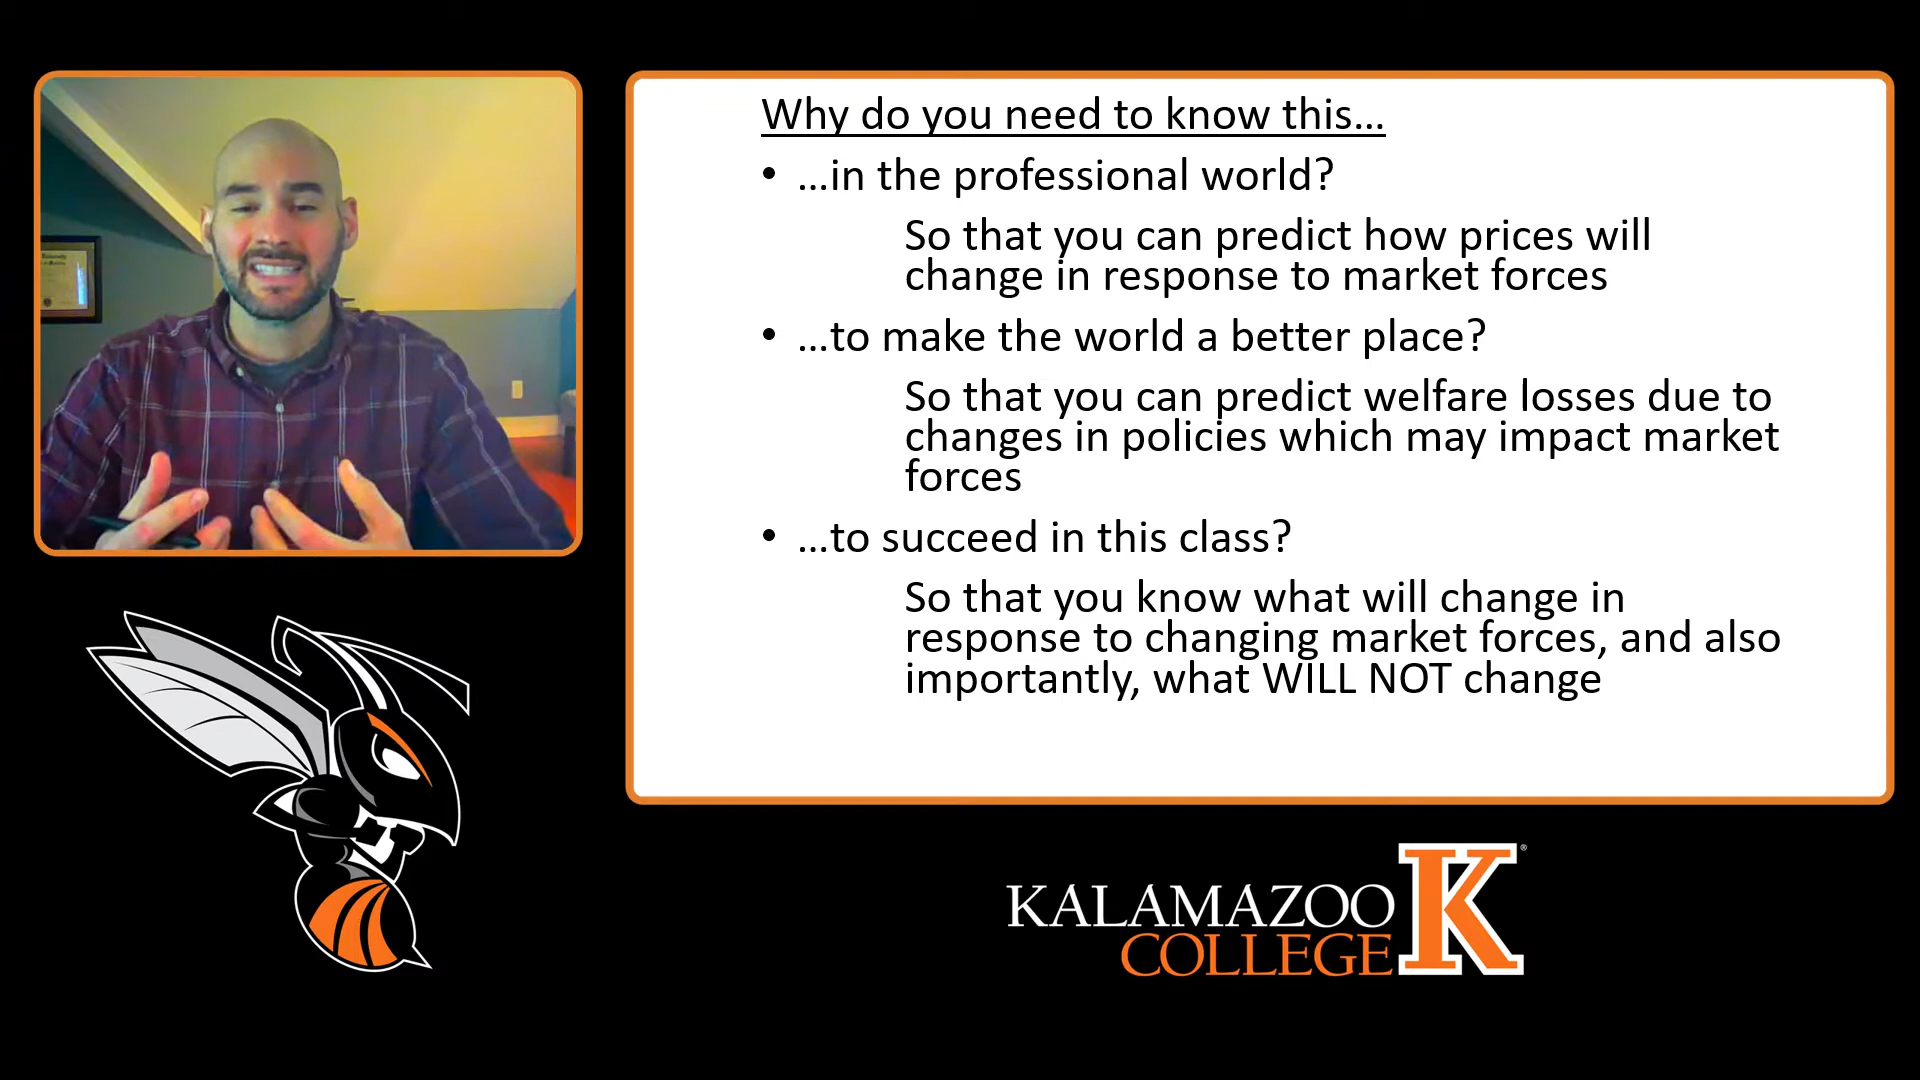 Why do you need to know this…
• …in the professional world?
So that you can predict how prices will
change in response to market forces
• …to make the world a better place?
So that you can predict welfare losses due to
changes in policies which may impact market
forces
• …to succeed in this class?
So that you know what will change in
response to changing market forces, and also
importantly, what WILL NOT change
KALAMAZOO
COLLEGE
K®